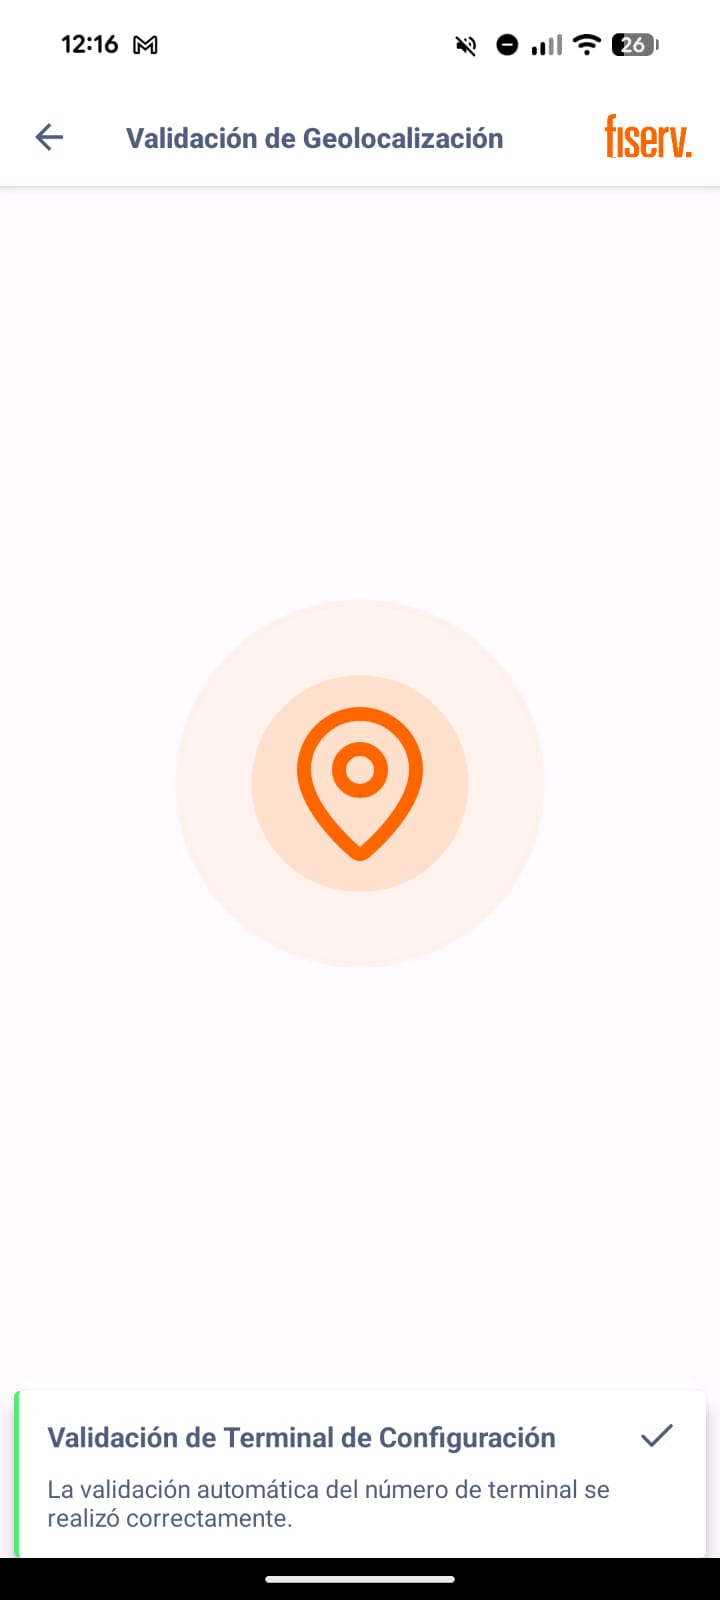 12:16
26
Validación de Geolocalización
fiserv.
Validación de Terminal de Configuración
La validación automática del número de terminal se
realizó correctamente.